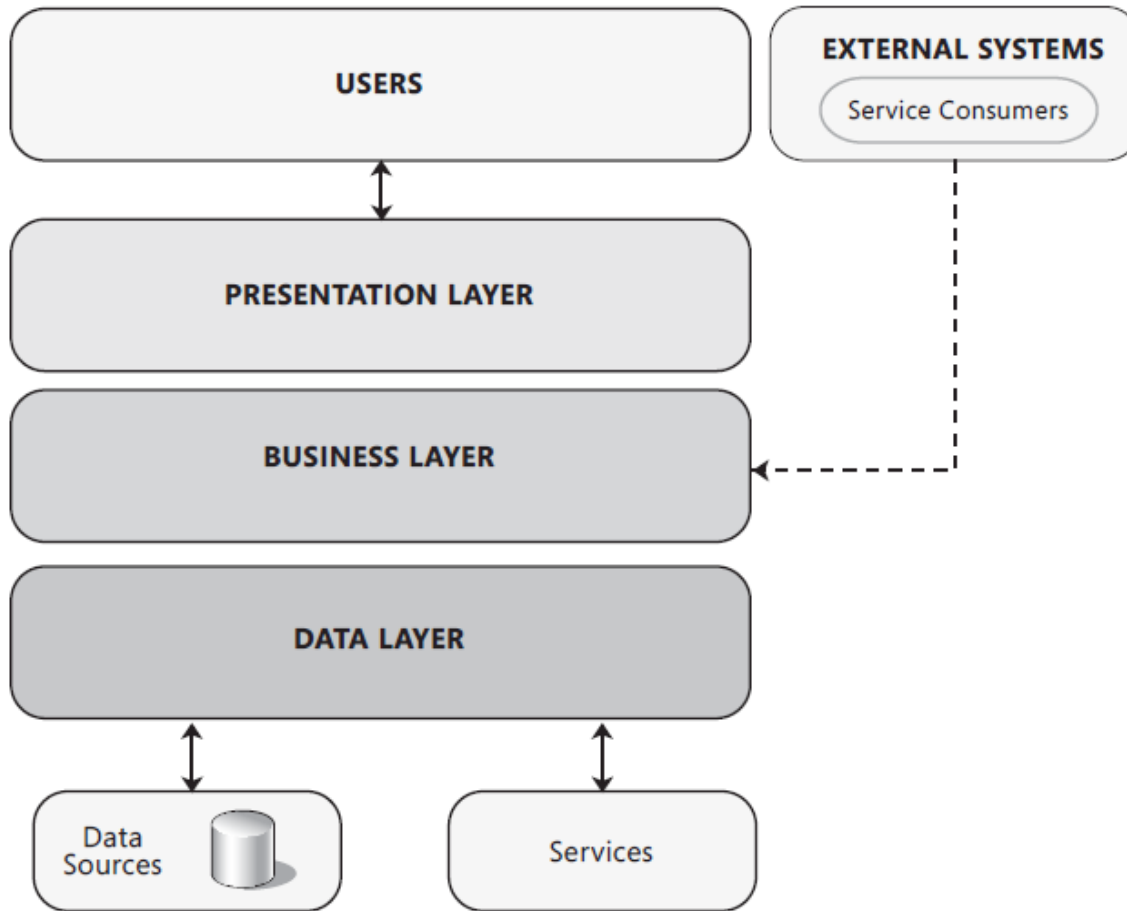 USERS
EXTERNAL SYSTEMS
Service Consumers
PRESENTATION LAYER
BUSINESS LAYER
DATA LAYER
Data
Sources
Services